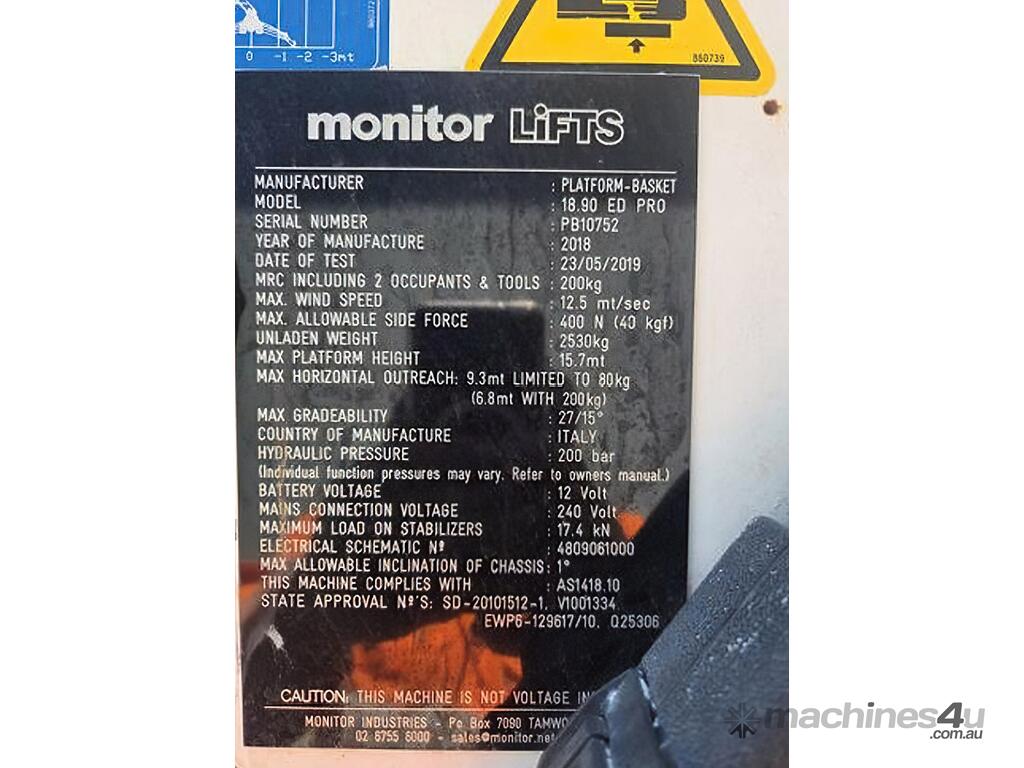 860372
0 -1 -2 -3mt
860739
monitor LiFTS
MANUFACTURER : PLATFORM-BASKET
MODEL : 18.90 ED PRO
SERIAL NUMBER : PB10752
YEAR OF MANUFACTURE : 2018
DATE OF TEST : 23/05/2019
MRC INCLUDING 2 OCCUPANTS & TOOLS : 200kg
MAX. WIND SPEED : 12.5 mt/sec
MAX. ALLOWABLE SIDE FORCE : 400 N (40 kgf)
UNLADEN WEIGHT : 2530kg
MAX PLATFORM HEIGHT : 15.7mt
MAX HORIZONTAL OUTREACH: 9.3mt LIMITED TO 80kg
(6.8mt WITH 200kg)
MAX GRADEABILITY : 27/15°
COUNTRY OF MANUFACTURE : ITALY
HYDRAULIC PRESSURE : 200 bar
(Individual function pressures may vary. Refer to owners manual.)
BATTERY VOLTAGE : 12 Volt
MAINS CONNECTION VOLTAGE : 240 Volt
MAXIMUM LOAD ON STABILIZERS : 17.4 kN
ELECTRICAL SCHEMATIC Nº : 4809061000
MAX ALLOWABLE INCLINATION OF CHASSIS: 1°
THIS MACHINE COMPLIES WITH : AS1418.10
STATE APPROVAL Nº'S: SD-20101512-1, V1001334,
EWP6-129617/10, Q25306
CAUTION: THIS MACHINE IS NOT VOLTAGE IN
MONITOR INDUSTRIES - Po Box 7090 TAMWO
02 6755 6000 - sales@monitor.net
machines4u
.com.au